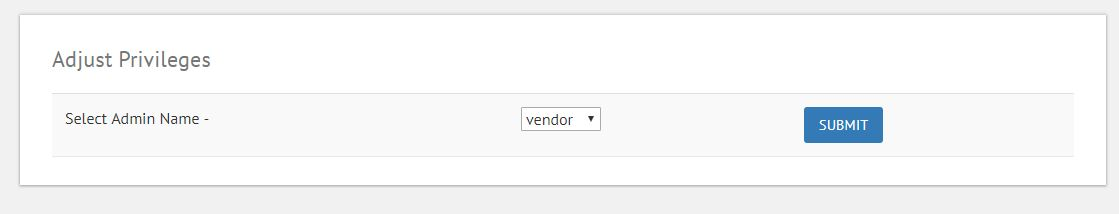 Adjust Privileges
Select Admin Name - vendor SUBMIT